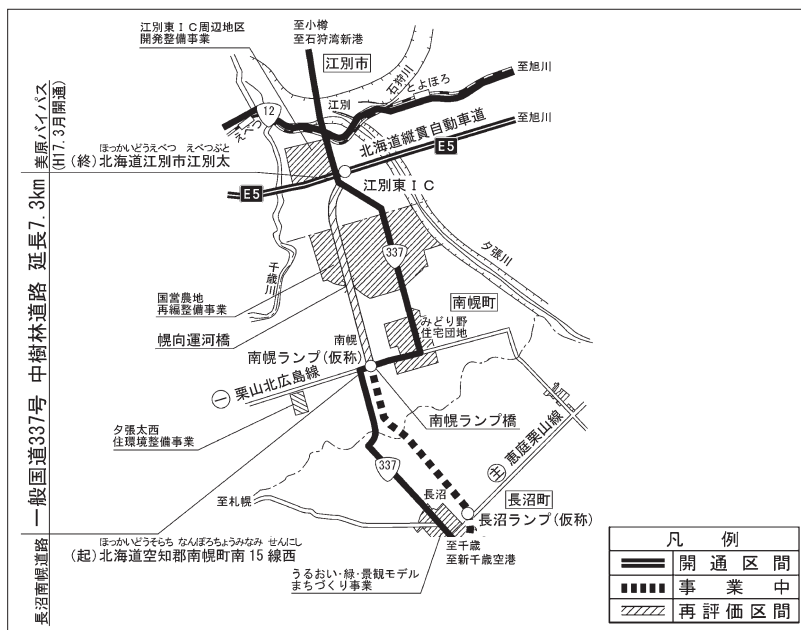 江別東IC周辺地区
開発整備事業
至小樽
至石狩湾新港
江別市
石狩川
とよほろ
至旭川
江別
12
えべつ
北海道縦貫自動車道
至旭川
E5
E5
江別東IC
美原バイパス
(H17.3月開通)
ほっかいどうえべつ えべつぶと
(終)北海道江別市江別太
一般国道337号 中樹林道路 延長7.3km
千歳川
国営農地
再編整備事業
幌向運河橋
337
夕張川
南幌町
みどり野
住宅団地
南幌
南幌ランプ(仮称)
一
栗山北広島線
南幌ランプ橋
夕張太西
住環境整備事業
337
主
恵庭栗山線
至札幌
長沼
長沼町
長沼ランプ(仮称)
長沼南幌道路
ほっかいどうそらち なんぽろちょうみなみ せんにし
(起)北海道空知郡南幌町南15線西
至千歳
至新千歳空港
うるおい・緑・景観モデル
まちづくり事業
凡例
開通区間
事業中
再評価区間